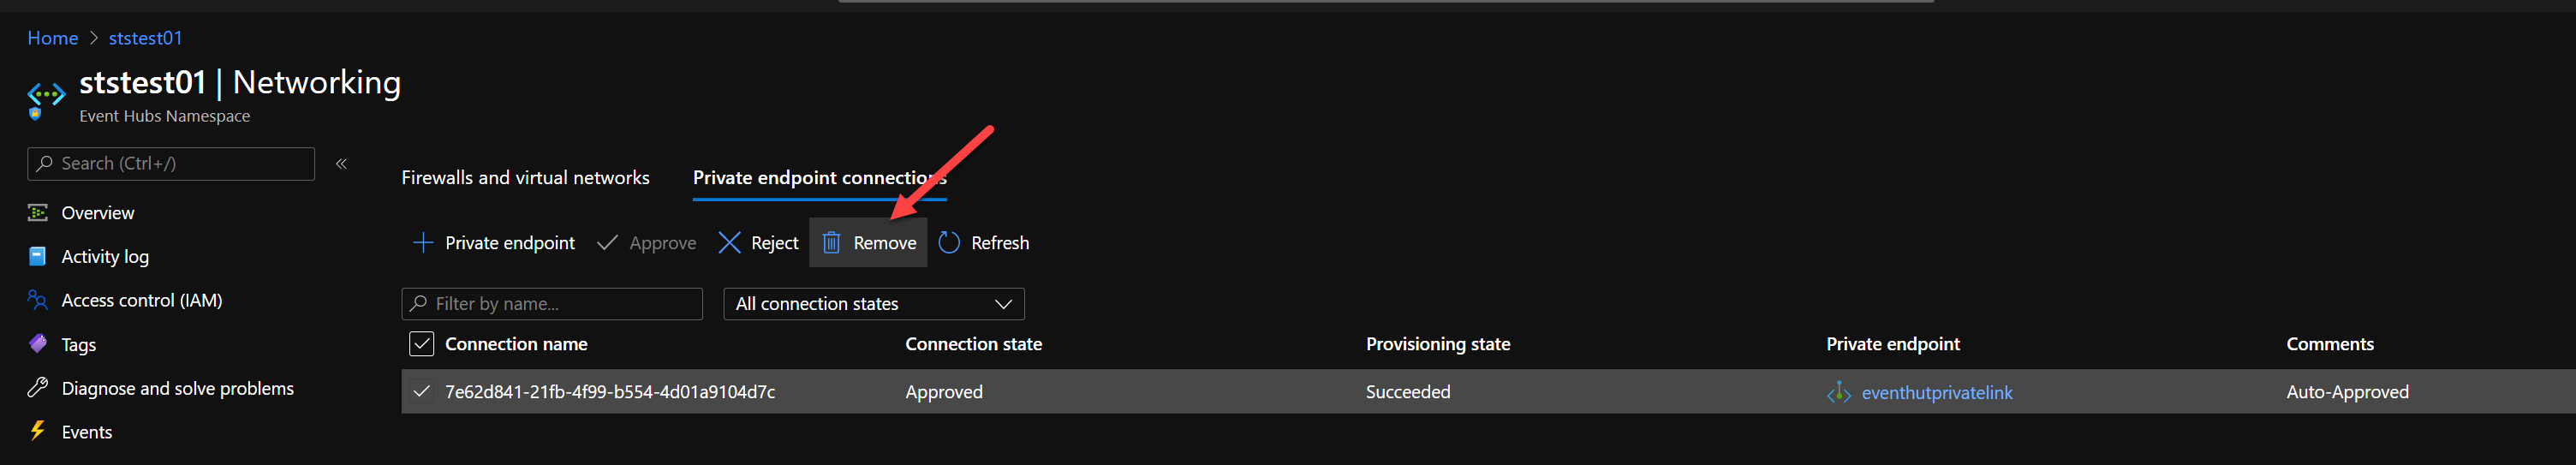 Home > ststest01
ststest01 | Networking
Event Hubs Namespace
Search (Ctrl+/)
«
Overview
Activity log
Access control (IAM)
Tags
Diagnose and solve problems
Events
Firewalls and virtual networks
Private endpoint connections
Private endpoint
Approve
Reject
Remove
Refresh
Filter by name...
All connection states
Connection name Connection state Provisioning state Private endpoint Comments
7e62d841-21fb-4f99-b554-4d01a9104d7c Approved Succeeded eventhutprivatelink Auto-Approved